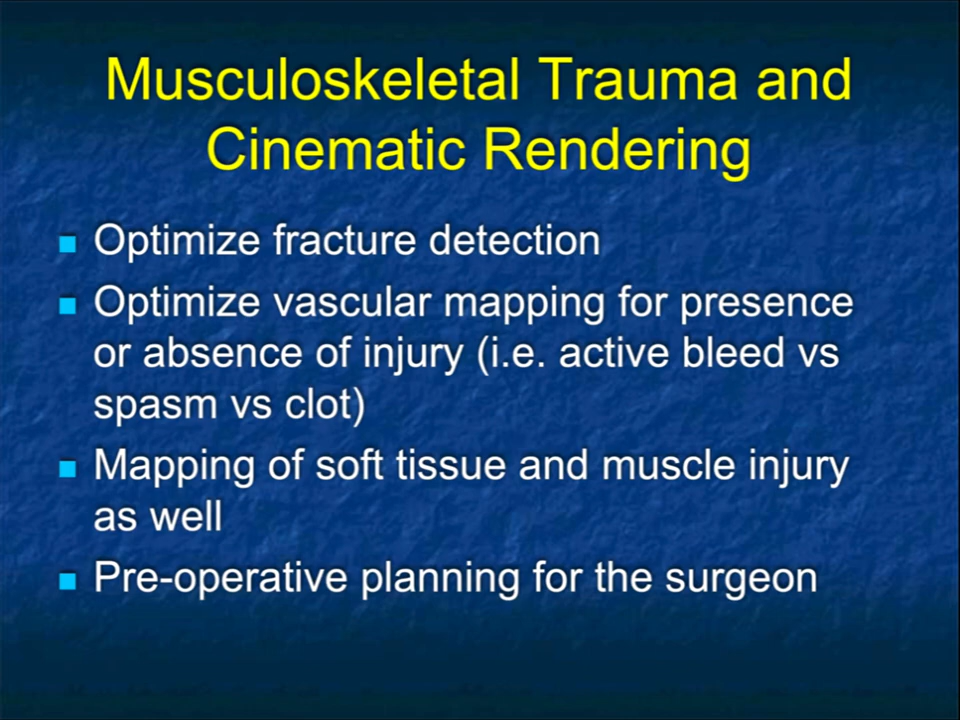 Musculoskeletal Trauma and
Cinematic Rendering
Optimize fracture detection
Optimize vascular mapping for presence
or absence of injury (i.e. active bleed vs
spasm vs clot)
Mapping of soft tissue and muscle injury
as well
Pre-operative planning for the surgeon